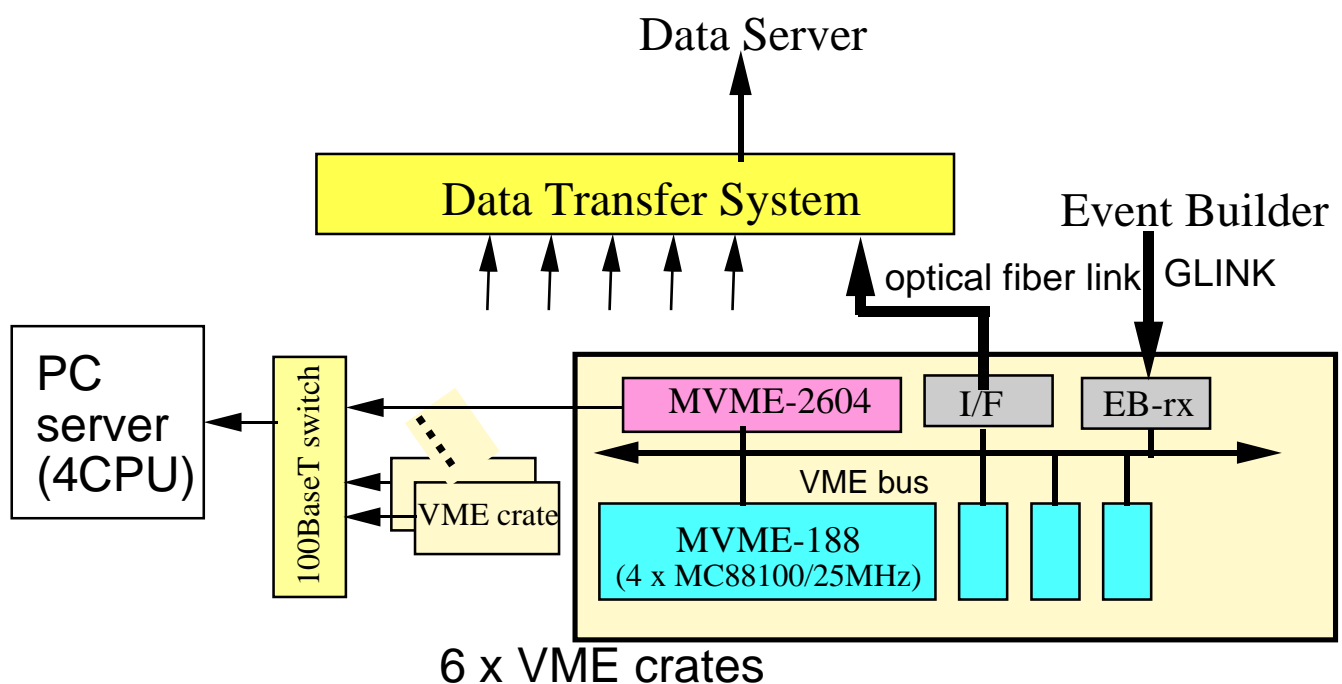 Data Server
Data Transfer System
Event Builder
optical fiber link
GLINK
PC
server
(4CPU)
100BaseT switch
MVME-2604
I/F
EB-rx
VME bus
VME crate
MVME-188
(4 x MC88100/25MHz)
6 x VME crates